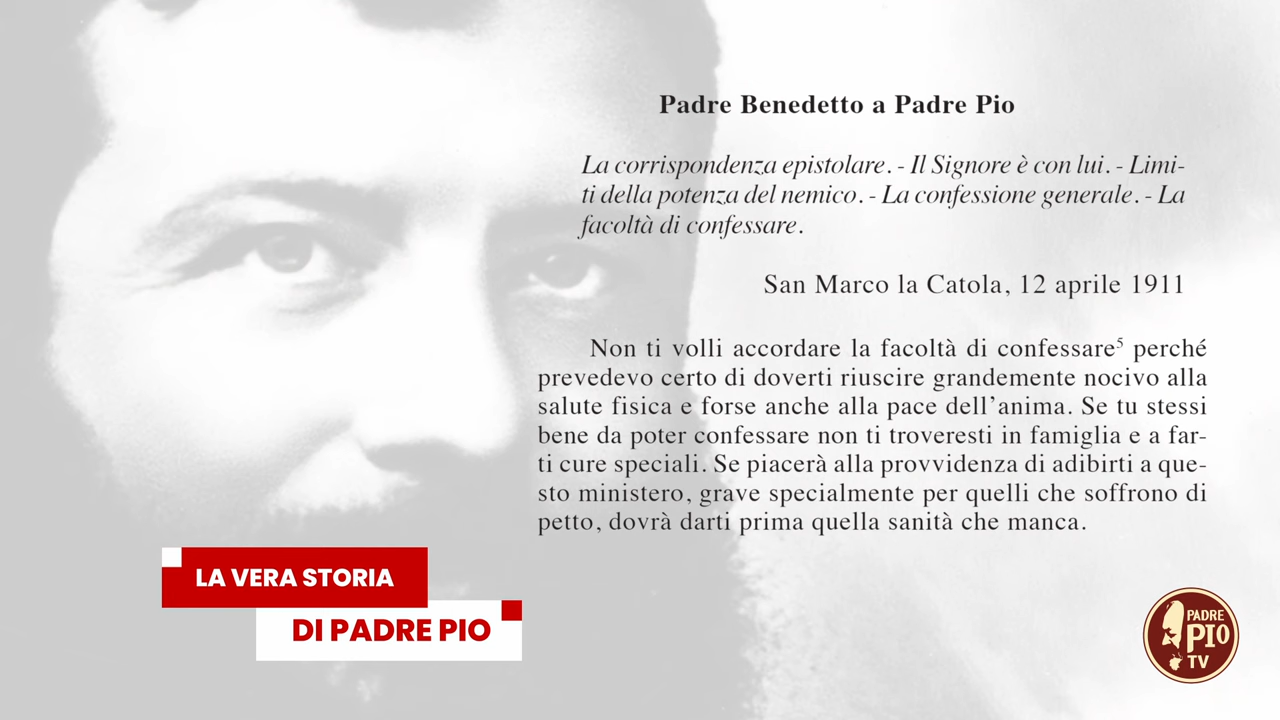 Padre Benedetto a Padre Pio
La corrispondenza epistolare. - Il Signore è con lui. - Limi-
ti della potenza del nemico. - La confessione generale. - La
facoltà di confessare.
San Marco la Catola, 12 aprile 1911
Non ti volli accordare la facoltà di confessare⁵ perché
prevedevo certo di doverti riuscire grandemente nocivo alla
salute fisica e forse anche alla pace dell’anima. Se tu stessi
bene da poter confessare non ti troveresti in famiglia e a far-
ti cure speciali. Se piacerà alla provvidenza di adibirti a que-
sto ministero, grave specialmente per quelli che soffrono di
petto, dovrà darti prima quella sanità che manca.
LA VERA STORIA
DI PADRE PIO
PADRE
PIO
TV